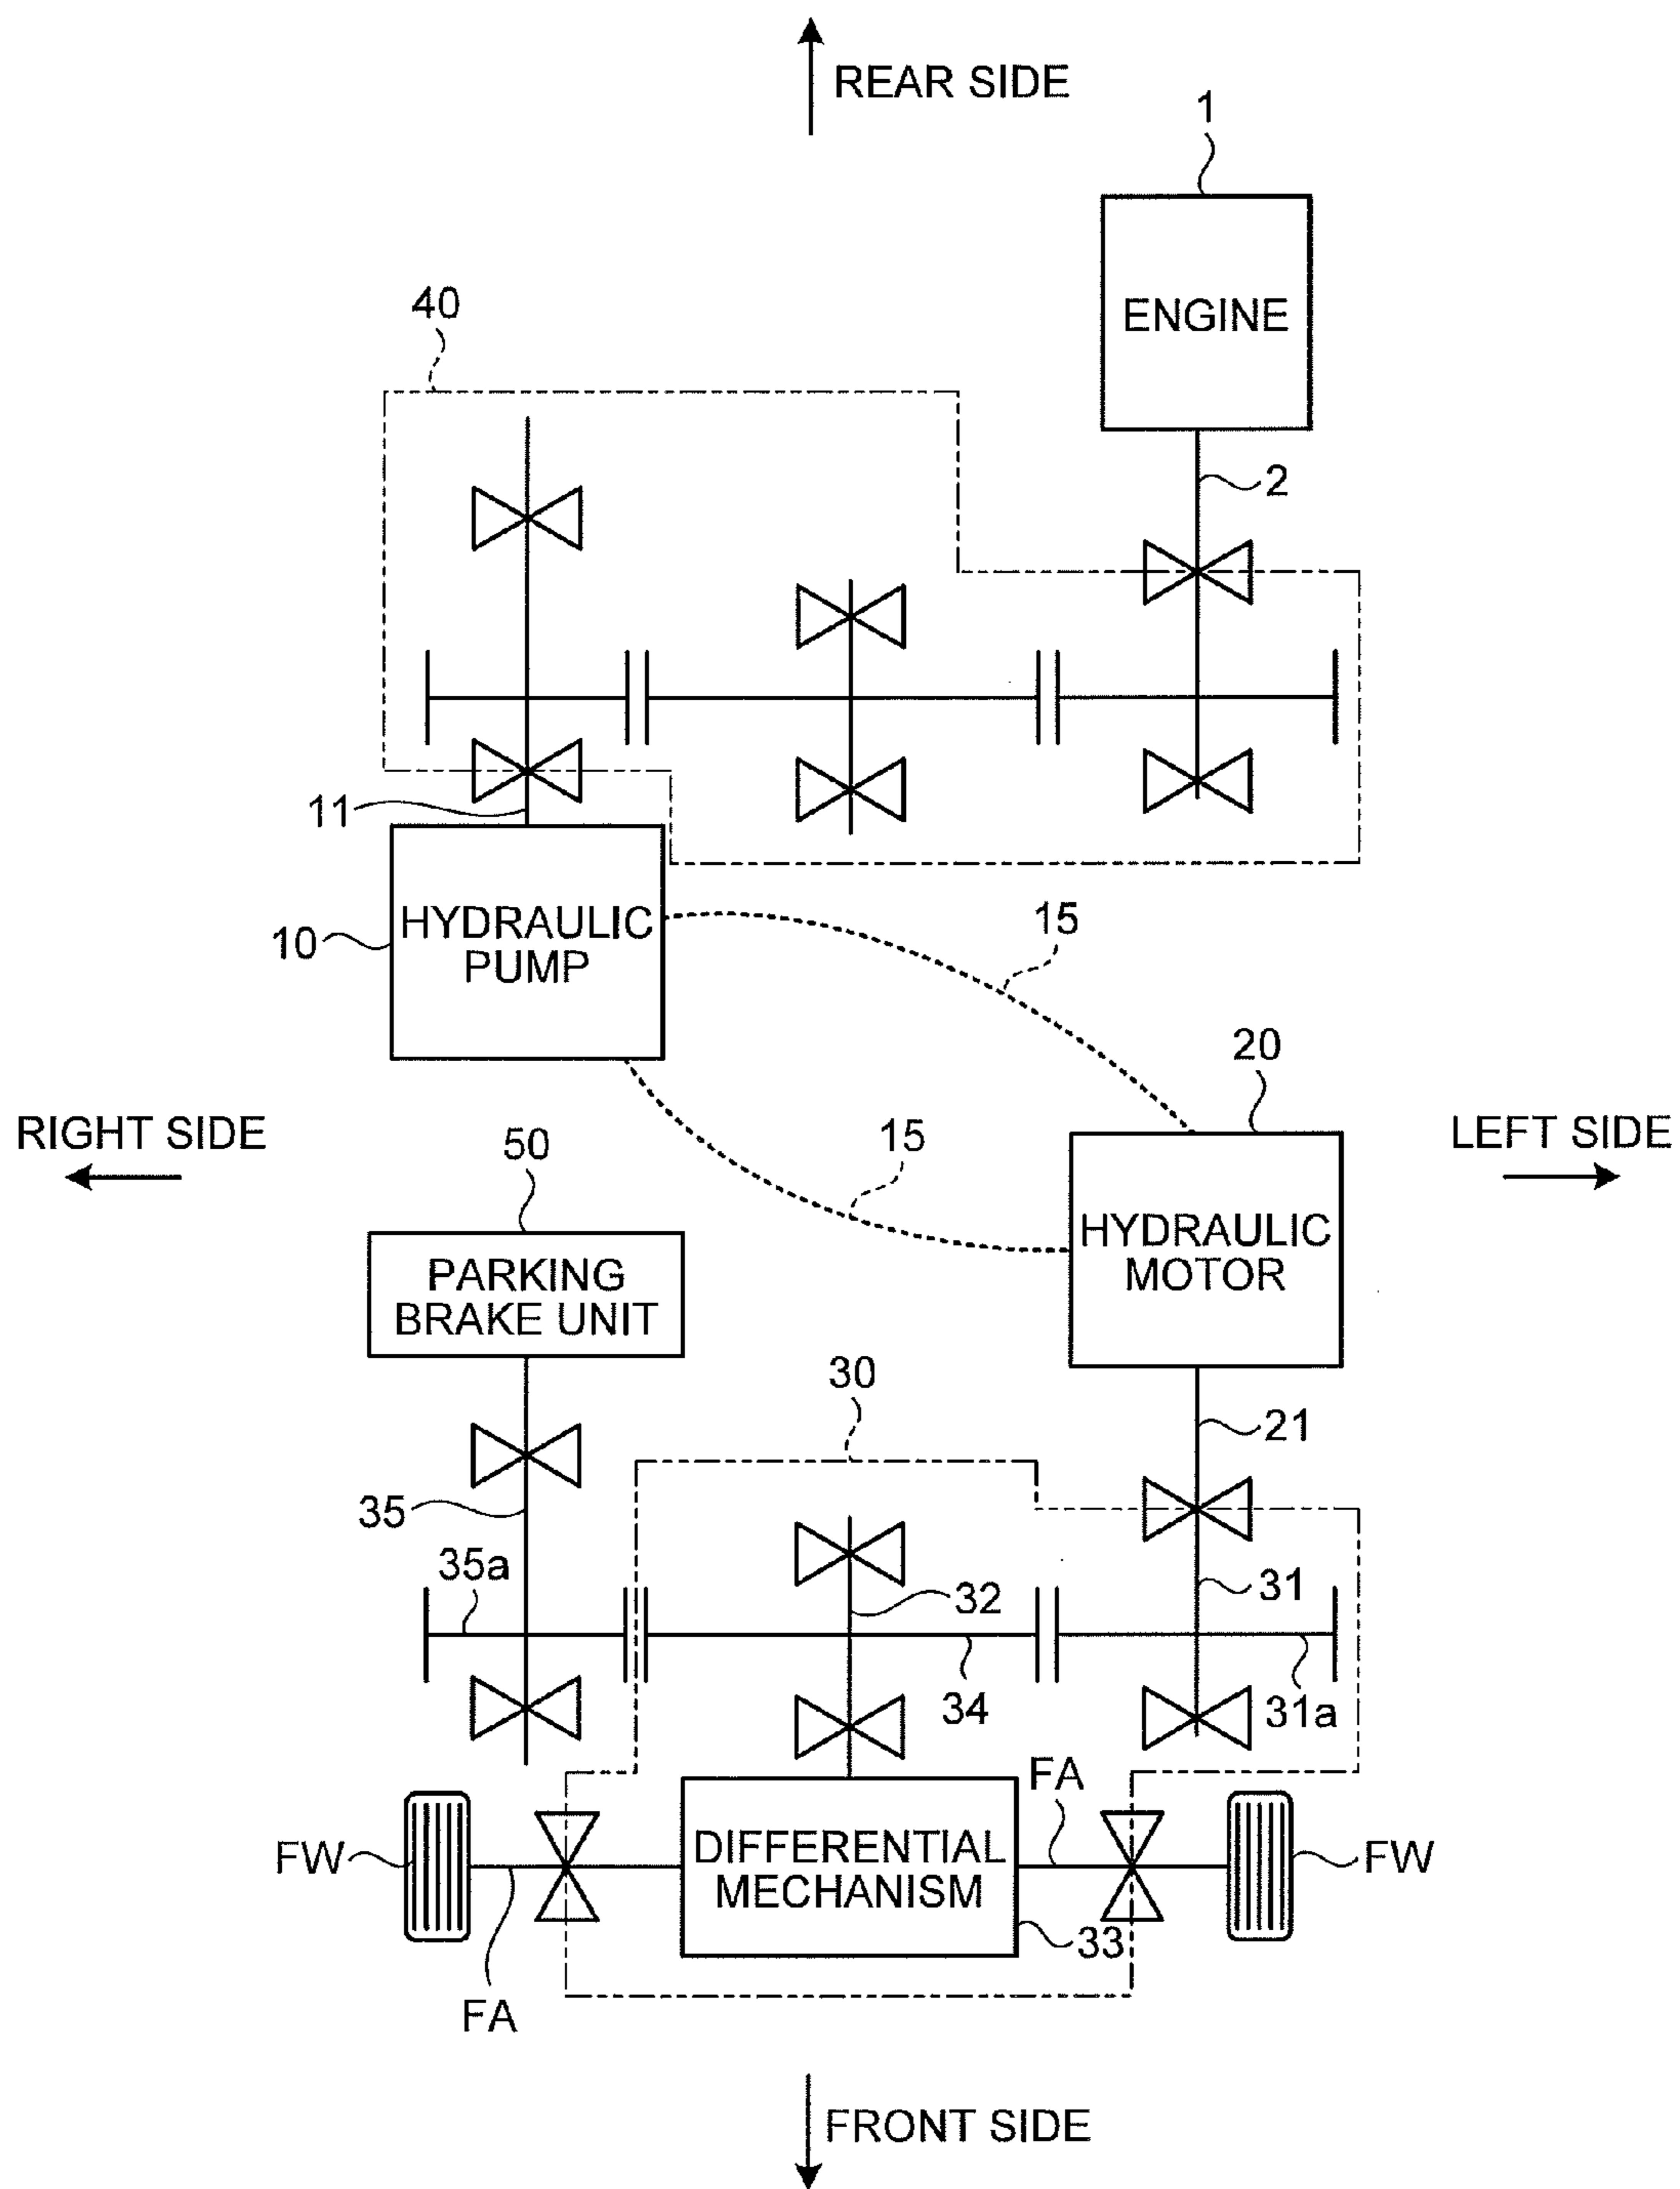 REAR SIDE
1
ENGINE
40
2
11
HYDRAULIC
PUMP
10
15
20
RIGHT SIDE
LEFT SIDE
50
15
HYDRAULIC
MOTOR
PARKING
BRAKE UNIT
30
21
35
35a
32
31
34
31a
FA
FW
DIFFERENTIAL
MECHANISM
FW
33
FA
FRONT SIDE